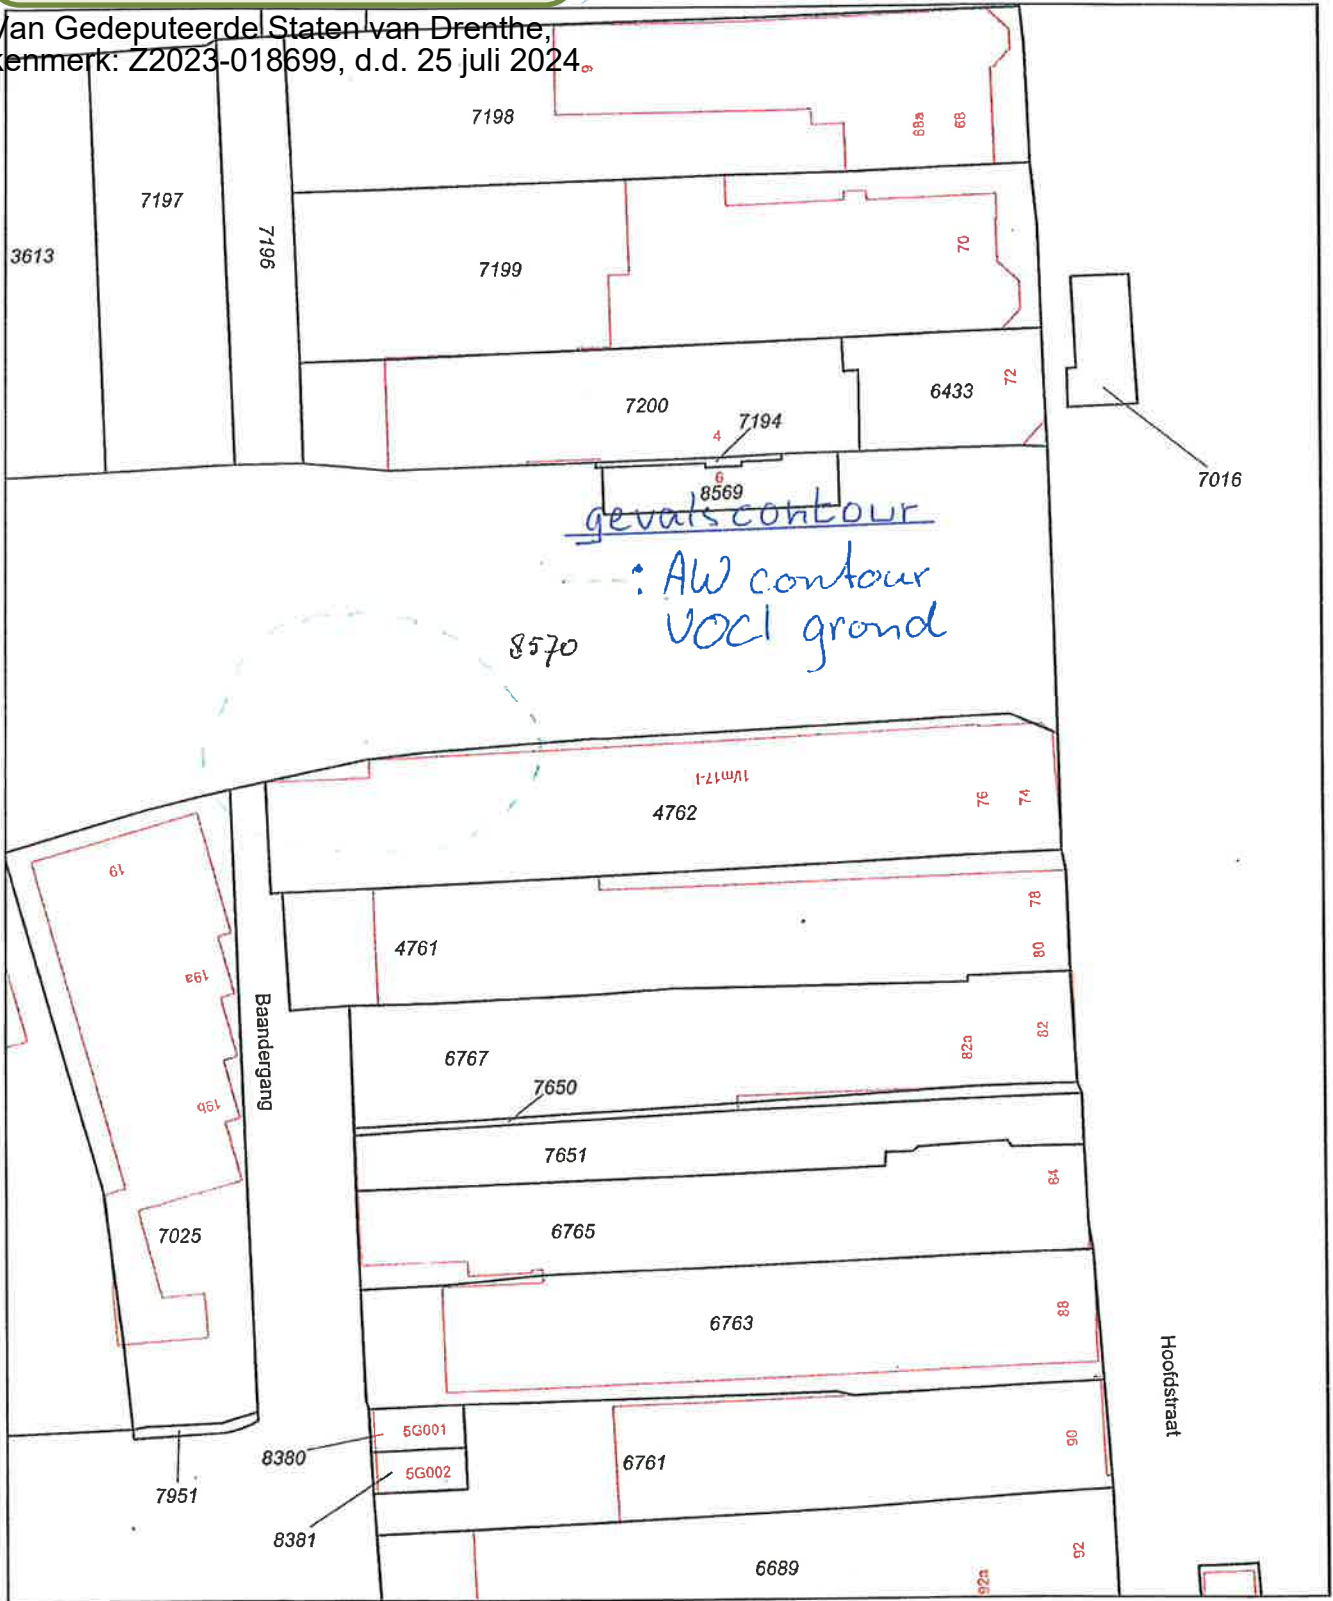 Van Gedeputeerde Staten van Drenthe,
kenmerk: Z2023-018699, d.d. 25 juli 2024
9
7198
68a
68
7197
7196
3613
7199
70
7200
6433
72
4
7194
6
8569
7016
gevalscontour
: AW contour
VOCl grond
8570
1Vm17-I
4762
76
74
19
78
4761
80
19a
Baandergang
82
82a
6767
7650
19b
7651
84
7025
6765
6763
88
Hoofdstraat
5G001
8380
90
6761
5G002
7951
8381
92
6689
92a